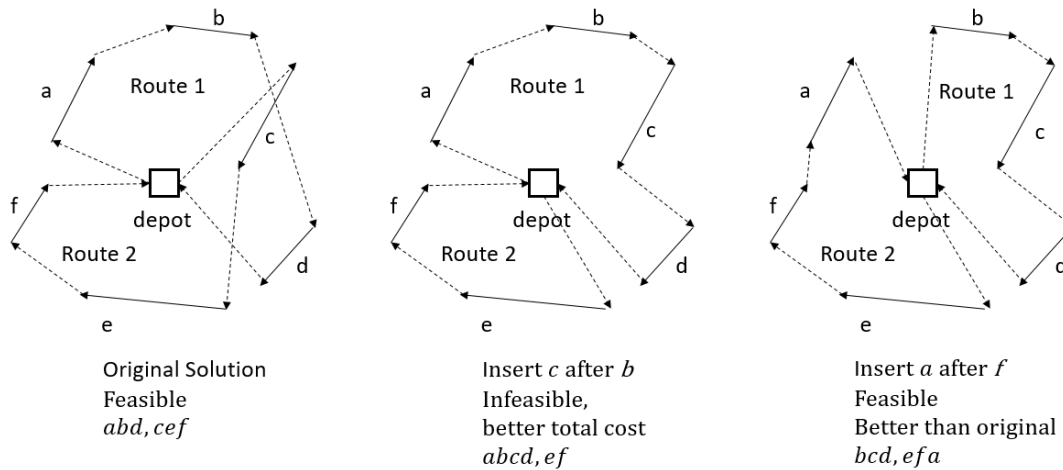 b
a
Route 1
c
f
depot
Route 2
d
e
Original Solution
Feasible
abd, cef
b
a
Route 1
c
f
depot
Route 2
d
e
Insert c after b
Infeasible,
better total cost
abcd, ef
b
a
Route 1
c
f
depot
Route 2
d
e
Insert a after f
Feasible
Better than original
bcd, efa